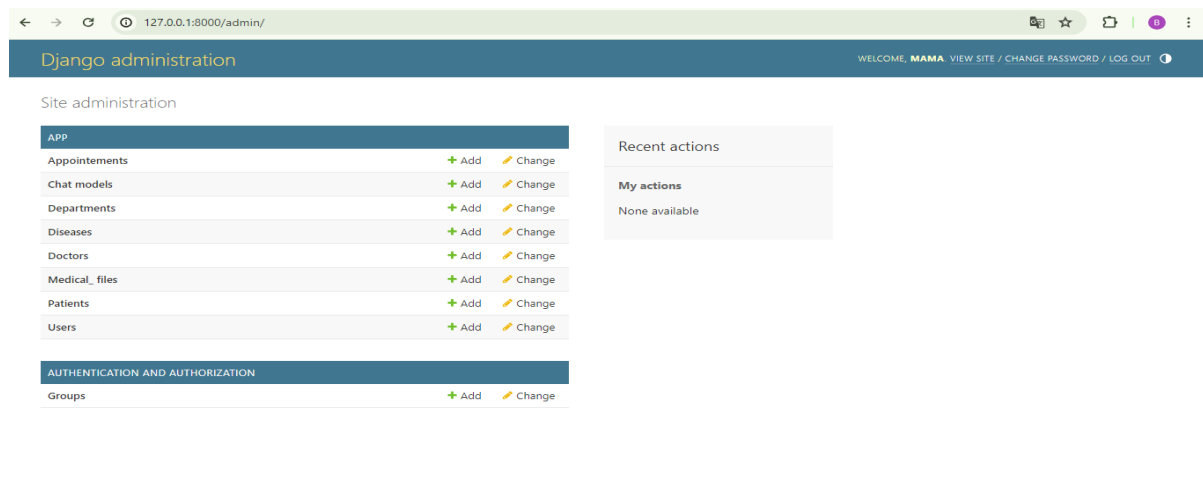 127.0.0.1:8000/admin/
B
Django administration
WELCOME, MAMA. VIEW SITE / CHANGE PASSWORD / LOG OUT
Site administration
APP
Appointements + Add Change
Chat models + Add Change
Departments + Add Change
Diseases + Add Change
Doctors + Add Change
Medical_ files + Add Change
Patients + Add Change
Users + Add Change
AUTHENTICATION AND AUTHORIZATION
Groups + Add Change
Recent actions
My actions
None available